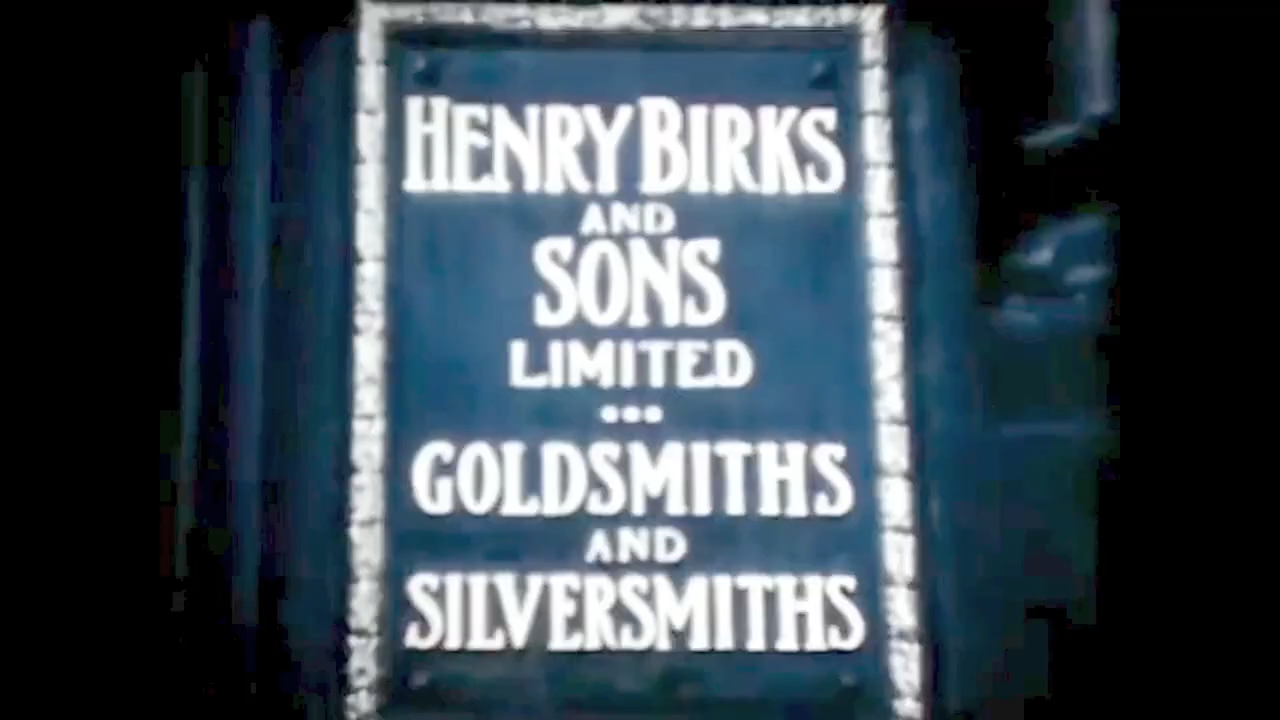 HENRY BIRKS
AND
SONS
LIMITED
...
GOLDSMITHS
AND
SILVERSMITHS